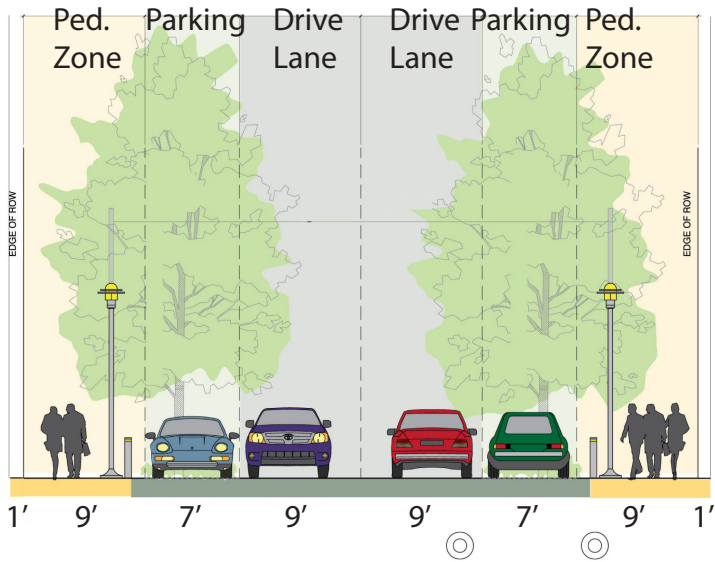 Ped. Zone
Parking
Drive Lane
Drive Lane
Parking
Ped. Zone
EDGE OF ROW
EDGE OF ROW
1’ 9’ 7’ 9’ 9’ 7’ 9’ 1’